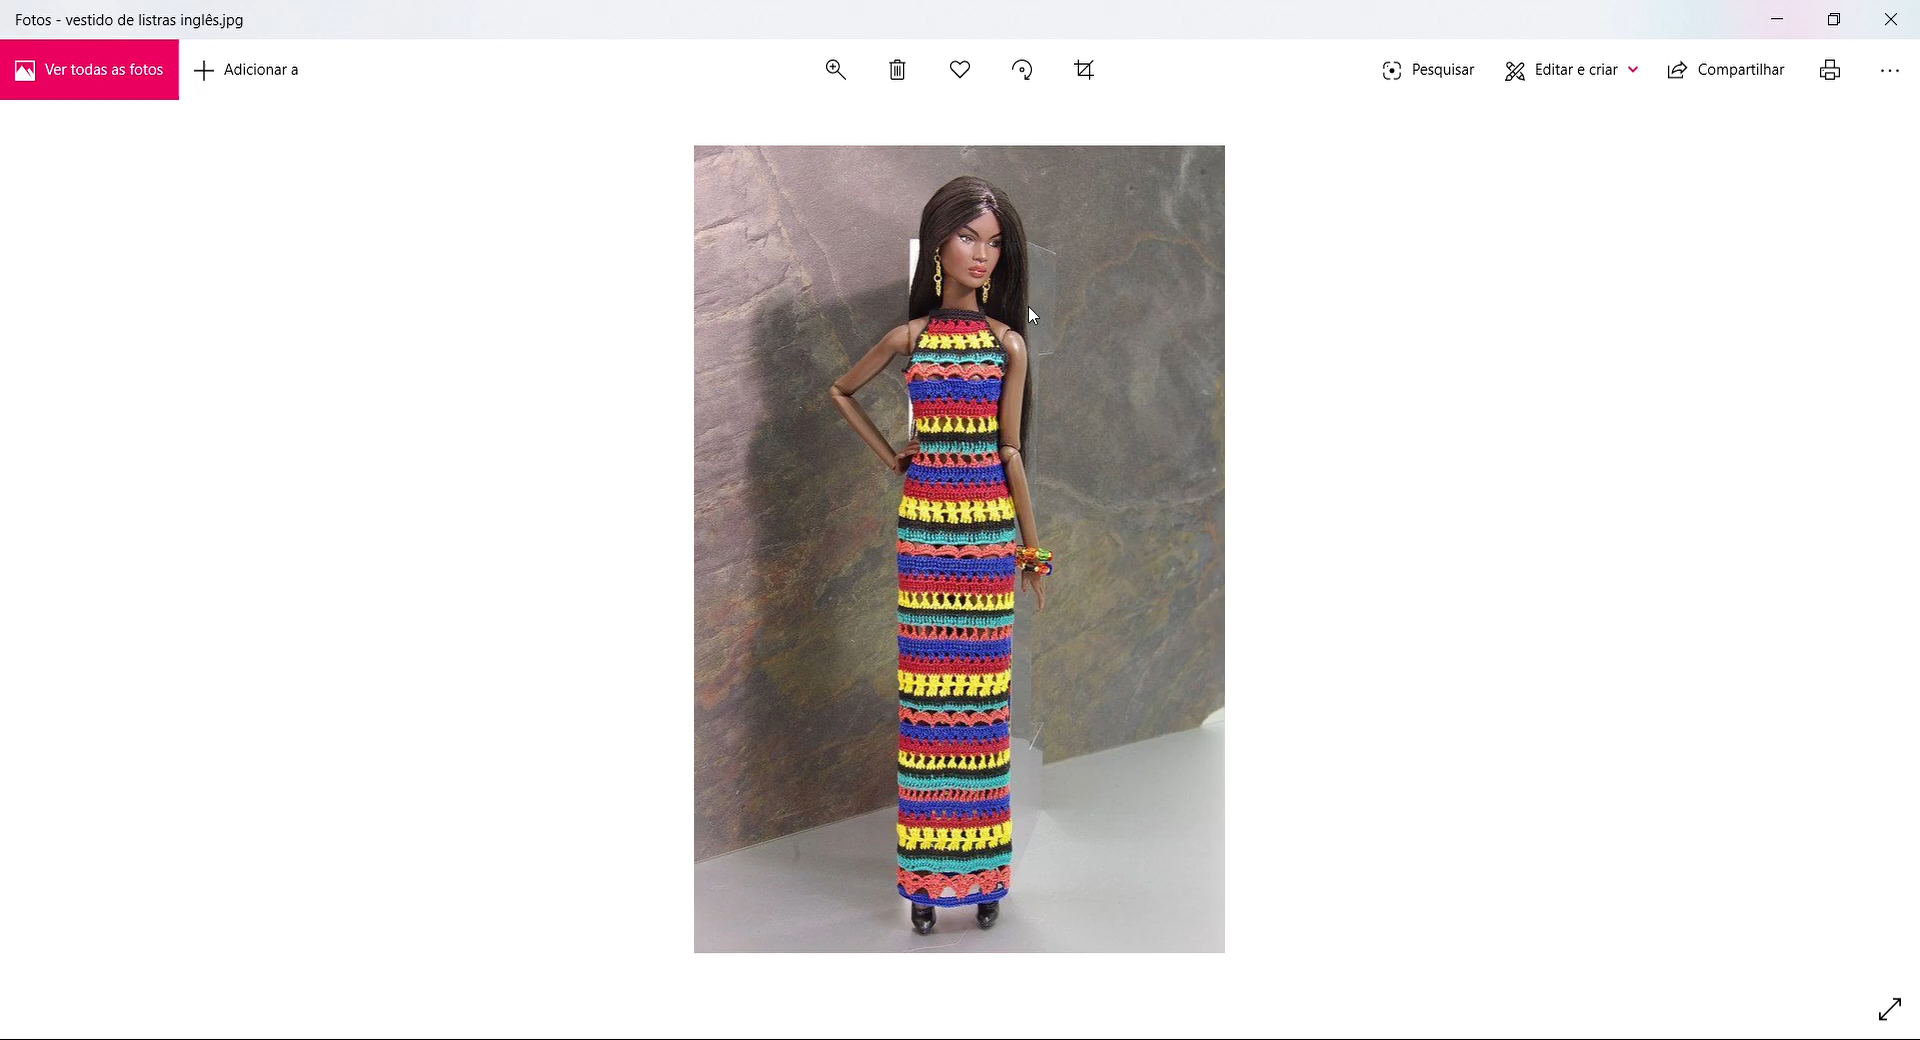 Fotos - vestido de listras inglês.jpg
Ver todas as fotos
Adicionar a
Pesquisar
Editar e criar
Compartilhar